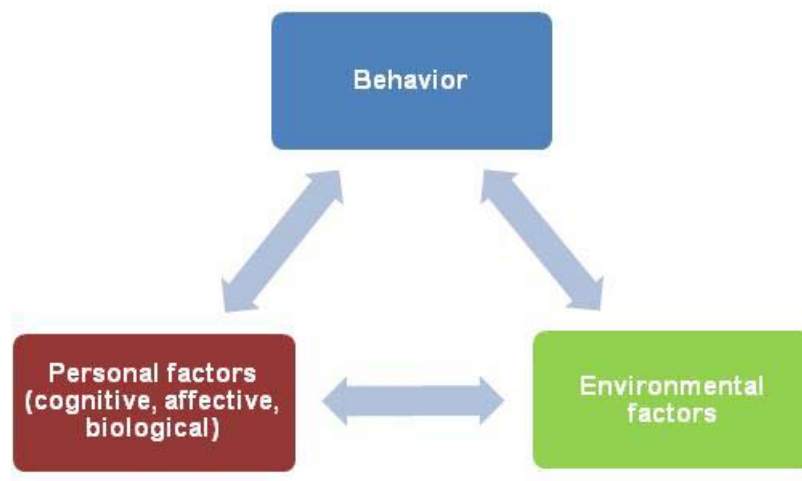 Behavior
Personal factors
(cognitive, affective,
biological)
Environmental
factors